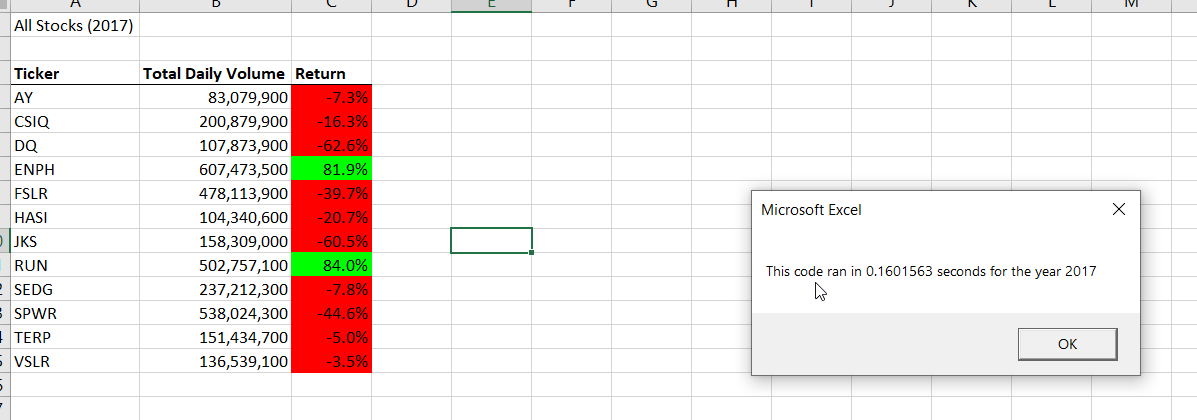 A B C D E F G H I J K L M
All Stocks (2017)
Ticker Total Daily Volume Return
AY 83,079,900 -7.3%
CSIQ 200,879,900 -16.3%
DQ 107,873,900 -62.6%
ENPH 607,473,500 81.9%
FSLR 478,113,900 -39.7%
HASI 104,340,600 -20.7%
JKS 158,309,000 -60.5%
RUN 502,757,100 84.0%
SEDG 237,212,300 -7.8%
SPWR 538,024,300 -44.6%
TERP 151,434,700 -5.0%
VSLR 136,539,100 -3.5%
Microsoft Excel
This code ran in 0.1601563 seconds for the year 2017
OK